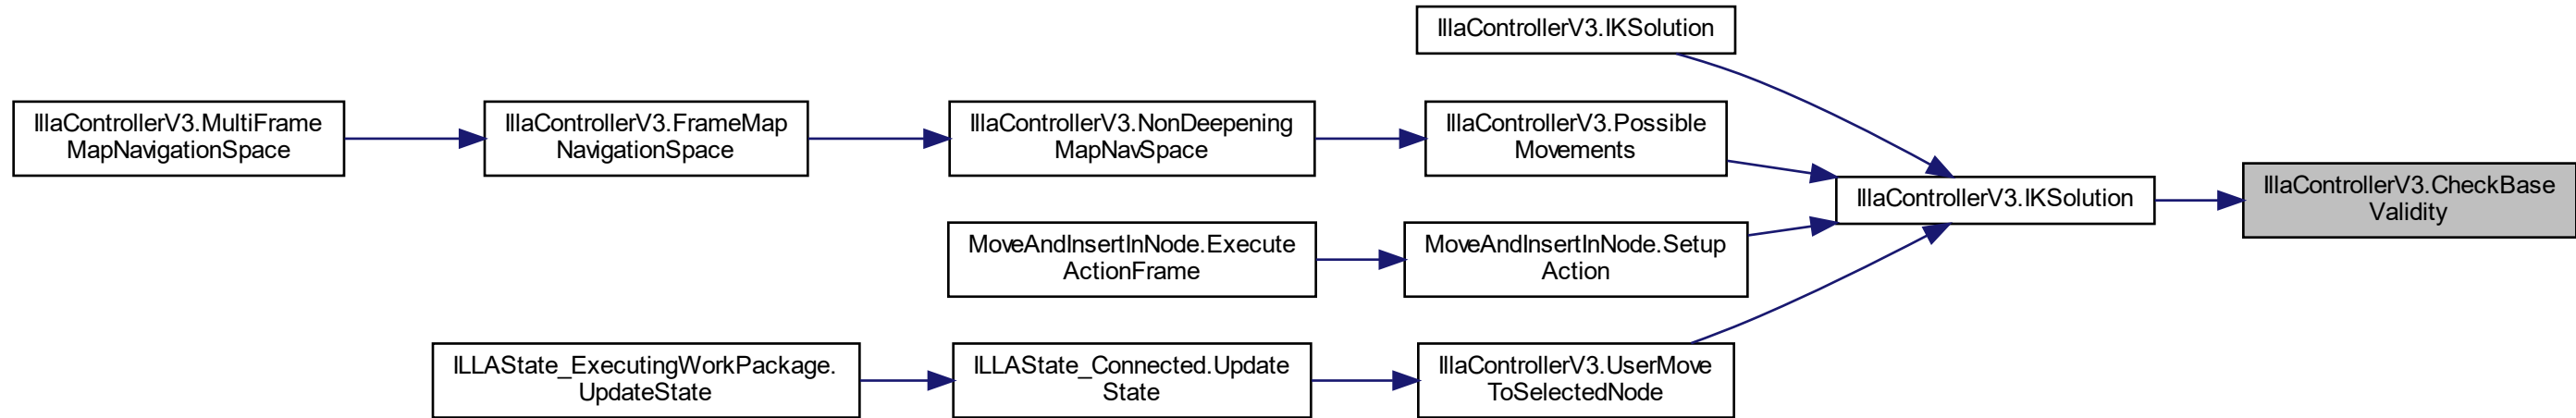 IllaControllerV3.IKSolution
IllaControllerV3.MultiFrame
MapNavigationSpace
IllaControllerV3.FrameMap
NavigationSpace
IllaControllerV3.NonDeepening
MapNavSpace
IllaControllerV3.Possible
Movements
IllaControllerV3.IKSolution
IllaControllerV3.CheckBase
Validity
MoveAndInsertInNode.Execute
ActionFrame
MoveAndInsertInNode.Setup
Action
ILLAState_ExecutingWorkPackage.
UpdateState
ILLAState_Connected.Update
State
IllaControllerV3.UserMove
ToSelectedNode